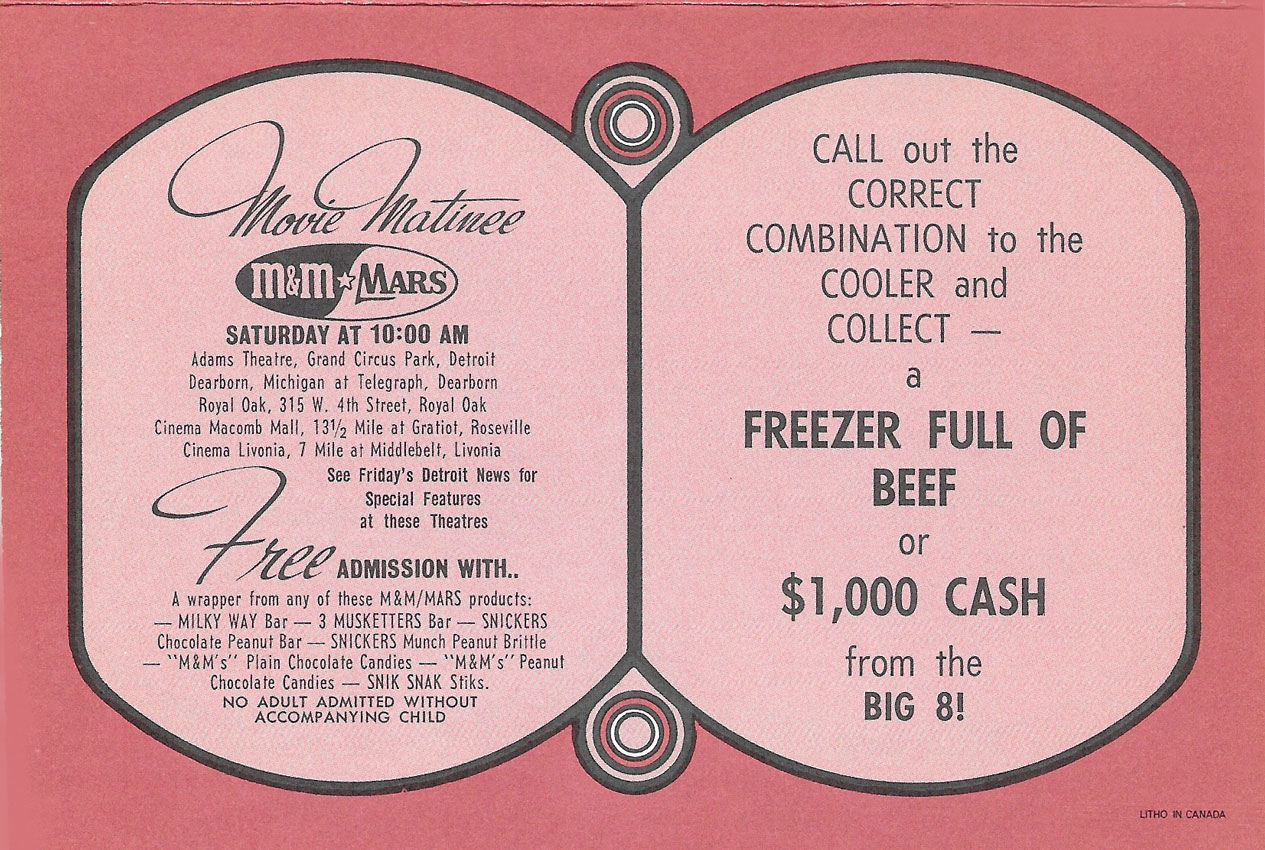 Movie Matinee
m&m★MARS
SATURDAY AT 10:00 AM
Adams Theatre, Grand Circus Park, Detroit
Dearborn, Michigan at Telegraph, Dearborn
Royal Oak, 315 W. 4th Street, Royal Oak
Cinema Macomb Mall, 13½ Mile at Gratiot, Roseville
Cinema Livonia, 7 Mile at Middlebelt, Livonia
See Friday's Detroit News for
Special Features
at these Theatres
Free ADMISSION WITH..
A wrapper from any of these M&M/MARS products:
— MILKY WAY Bar — 3 MUSKETTERS Bar — SNICKERS
Chocolate Peanut Bar — SNICKERS Munch Peanut Brittle
— "M&M's" Plain Chocolate Candies — "M&M's" Peanut
Chocolate Candies — SNIK SNAK Stiks.
NO ADULT ADMITTED WITHOUT
ACCOMPANYING CHILD
CALL out the
CORRECT
COMBINATION to the
COOLER and
COLLECT —
a
FREEZER FULL OF
BEEF
or
$1,000 CASH
from the
BIG 8!
LITHO IN CANADA